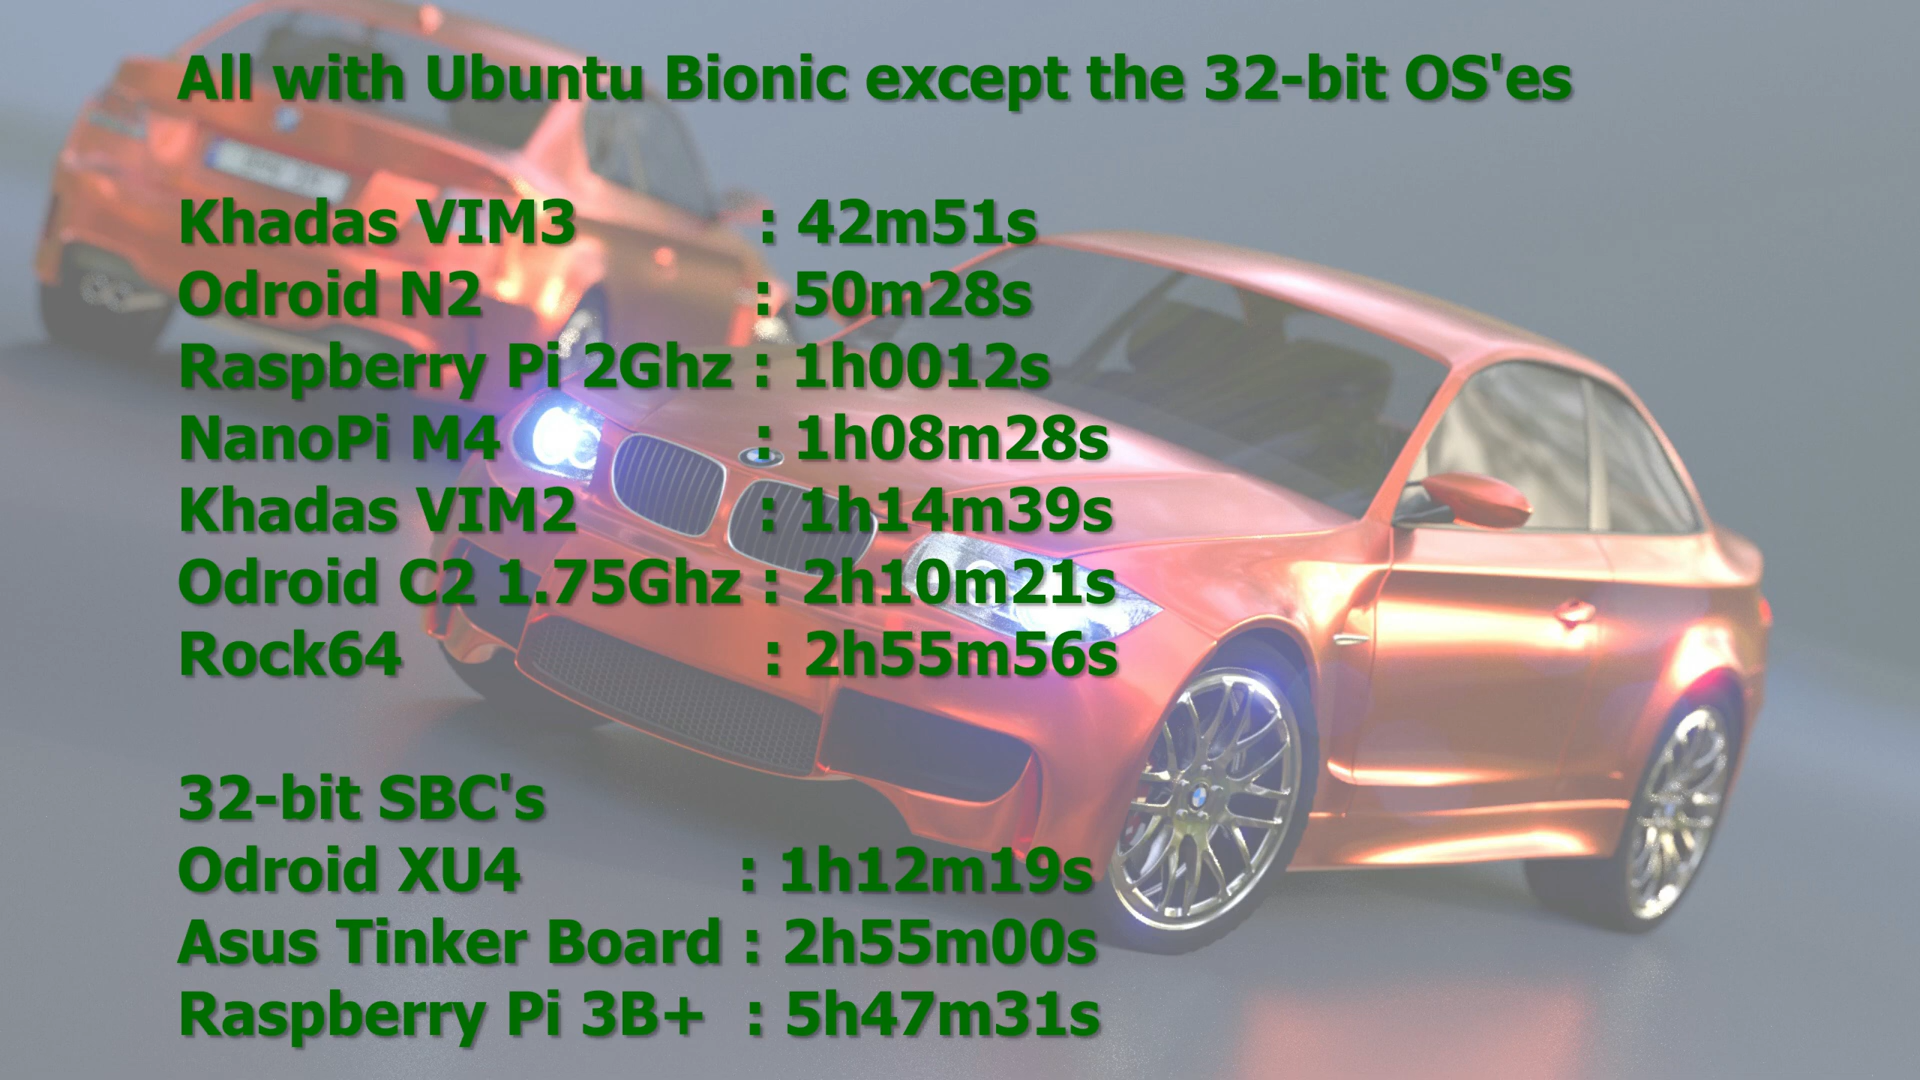 All with Ubuntu Bionic except the 32-bit OS'es
Khadas VIM3 : 42m51s
Odroid N2 : 50m28s
Raspberry Pi 2Ghz : 1h0012s
NanoPi M4 : 1h08m28s
Khadas VIM2 : 1h14m39s
Odroid C2 1.75Ghz : 2h10m21s
Rock64 : 2h55m56s
32-bit SBC's
Odroid XU4 : 1h12m19s
Asus Tinker Board : 2h55m00s
Raspberry Pi 3B+ : 5h47m31s